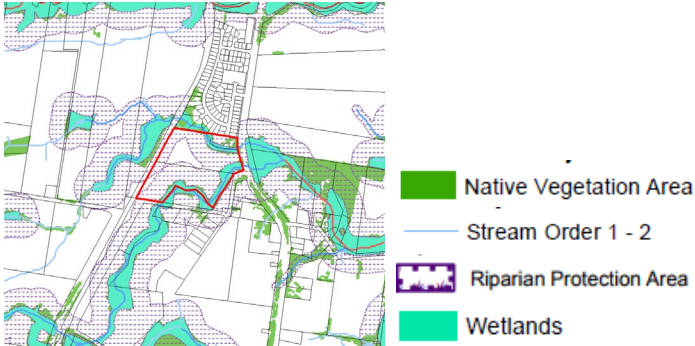 Native Vegetation Area
Stream Order 1 - 2
Riparian Protection Area
Wetlands